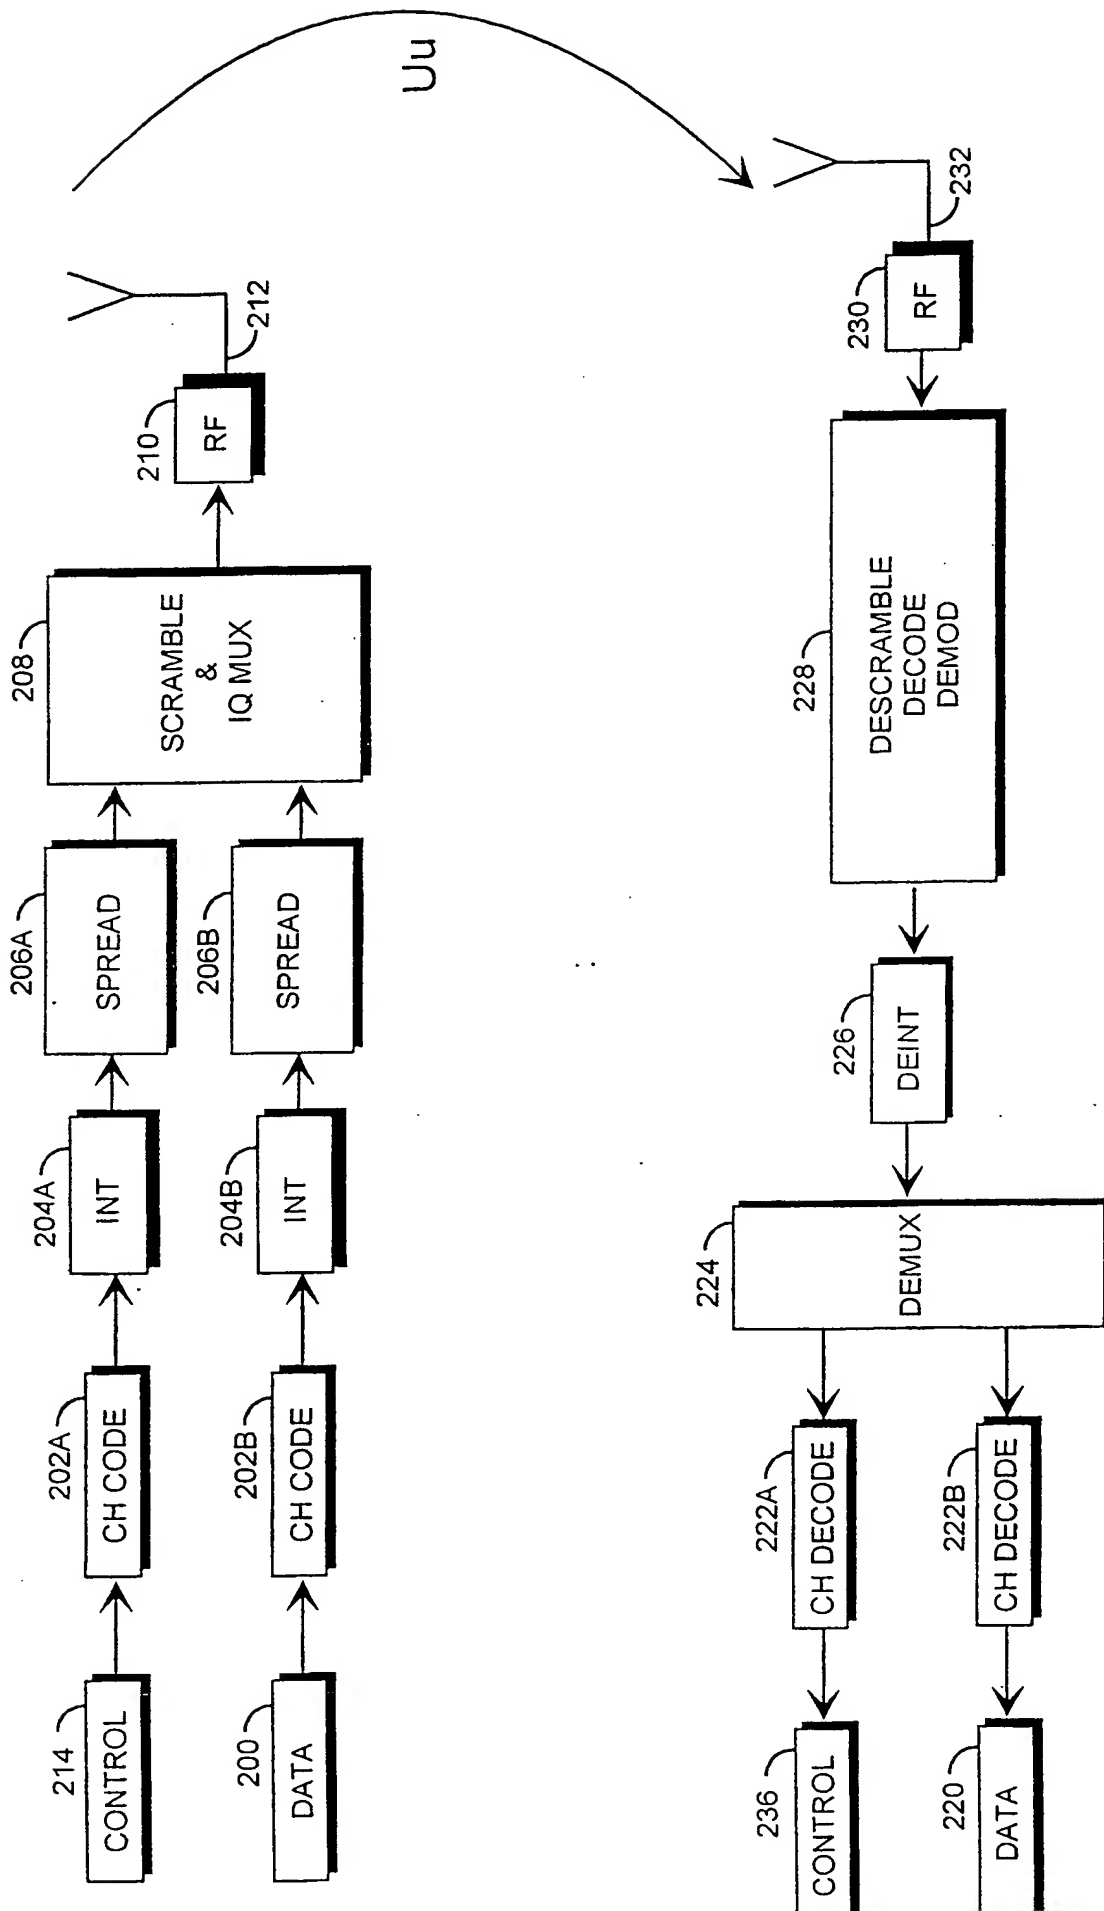 214
CONTROL
202A
CH CODE
204A
INT
206A
SPREAD
200
DATA
202B
CH CODE
204B
INT
206B
SPREAD
208
SCRAMBLE
&
IQ MUX
210
RF
212
Uu
236
CONTROL
222A
CH DECODE
220
DATA
222B
CH DECODE
224
DEMUX
226
DEINT
228
DESCRAMBLE
DECODE
DEMOD
230
RF
232